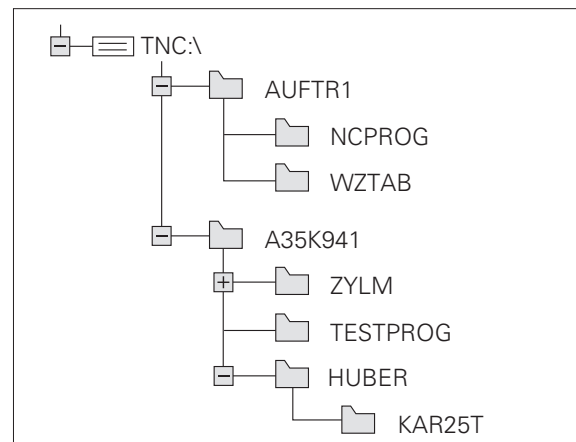 TNC:\
AUFTR1
NCPROG
WZTAB
A35K941
ZYLM
TESTPROG
HUBER
KAR25T